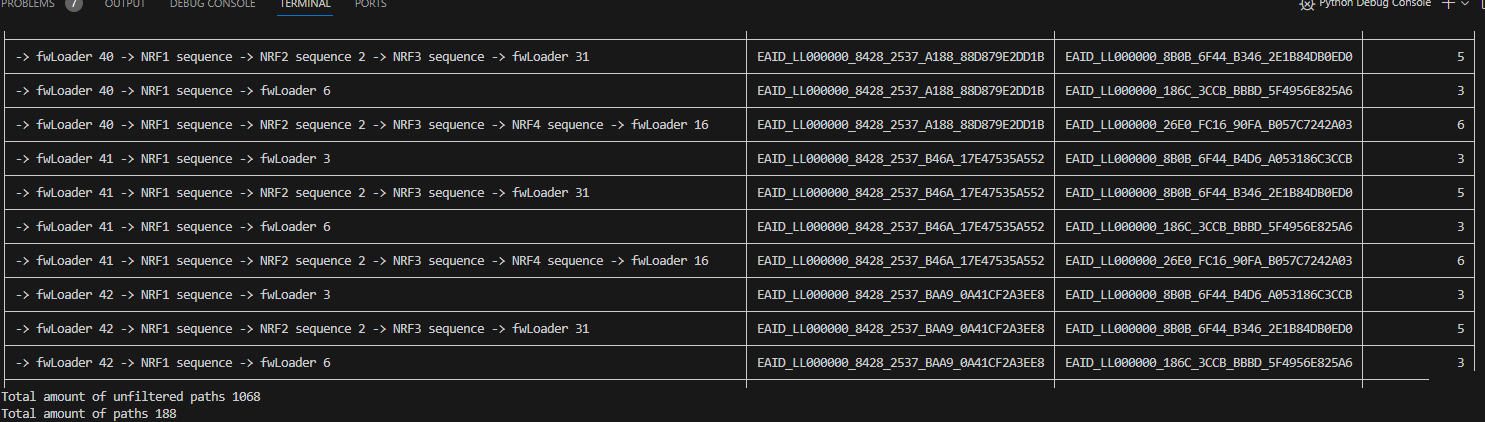 PROBLEMS 7 OUTPUT DEBUG CONSOLE TERMINAL PORTS Python Debug Console
-> fwLoader 40 -> NRF1 sequence -> NRF2 sequence 2 -> NRF3 sequence -> fwLoader 31 EAID_LL000000_8428_2537_A188_88D879E2DD1B EAID_LL000000_8B0B_6F44_B346_2E1B84DB0ED0 5
-> fwLoader 40 -> NRF1 sequence -> fwLoader 6 EAID_LL000000_8428_2537_A188_88D879E2DD1B EAID_LL000000_186C_3CCB_BBBD_5F4956E825A6 3
-> fwLoader 40 -> NRF1 sequence -> NRF2 sequence 2 -> NRF3 sequence -> NRF4 sequence -> fwLoader 16 EAID_LL000000_8428_2537_A188_88D879E2DD1B EAID_LL000000_26E0_FC16_90FA_B057C7242A03 6
-> fwLoader 41 -> NRF1 sequence -> fwLoader 3 EAID_LL000000_8428_2537_B46A_17E47535A552 EAID_LL000000_8B0B_6F44_B4D6_A053186C3CCB 3
-> fwLoader 41 -> NRF1 sequence -> NRF2 sequence 2 -> NRF3 sequence -> fwLoader 31 EAID_LL000000_8428_2537_B46A_17E47535A552 EAID_LL000000_8B0B_6F44_B346_2E1B84DB0ED0 5
-> fwLoader 41 -> NRF1 sequence -> fwLoader 6 EAID_LL000000_8428_2537_B46A_17E47535A552 EAID_LL000000_186C_3CCB_BBBD_5F4956E825A6 3
-> fwLoader 41 -> NRF1 sequence -> NRF2 sequence 2 -> NRF3 sequence -> NRF4 sequence -> fwLoader 16 EAID_LL000000_8428_2537_B46A_17E47535A552 EAID_LL000000_26E0_FC16_90FA_B057C7242A03 6
-> fwLoader 42 -> NRF1 sequence -> fwLoader 3 EAID_LL000000_8428_2537_BAA9_0A41CF2A3EE8 EAID_LL000000_8B0B_6F44_B4D6_A053186C3CCB 3
-> fwLoader 42 -> NRF1 sequence -> NRF2 sequence 2 -> NRF3 sequence -> fwLoader 31 EAID_LL000000_8428_2537_BAA9_0A41CF2A3EE8 EAID_LL000000_8B0B_6F44_B346_2E1B84DB0ED0 5
-> fwLoader 42 -> NRF1 sequence -> fwLoader 6 EAID_LL000000_8428_2537_BAA9_0A41CF2A3EE8 EAID_LL000000_186C_3CCB_BBBD_5F4956E825A6 3
Total amount of unfiltered paths 1068
Total amount of paths 188